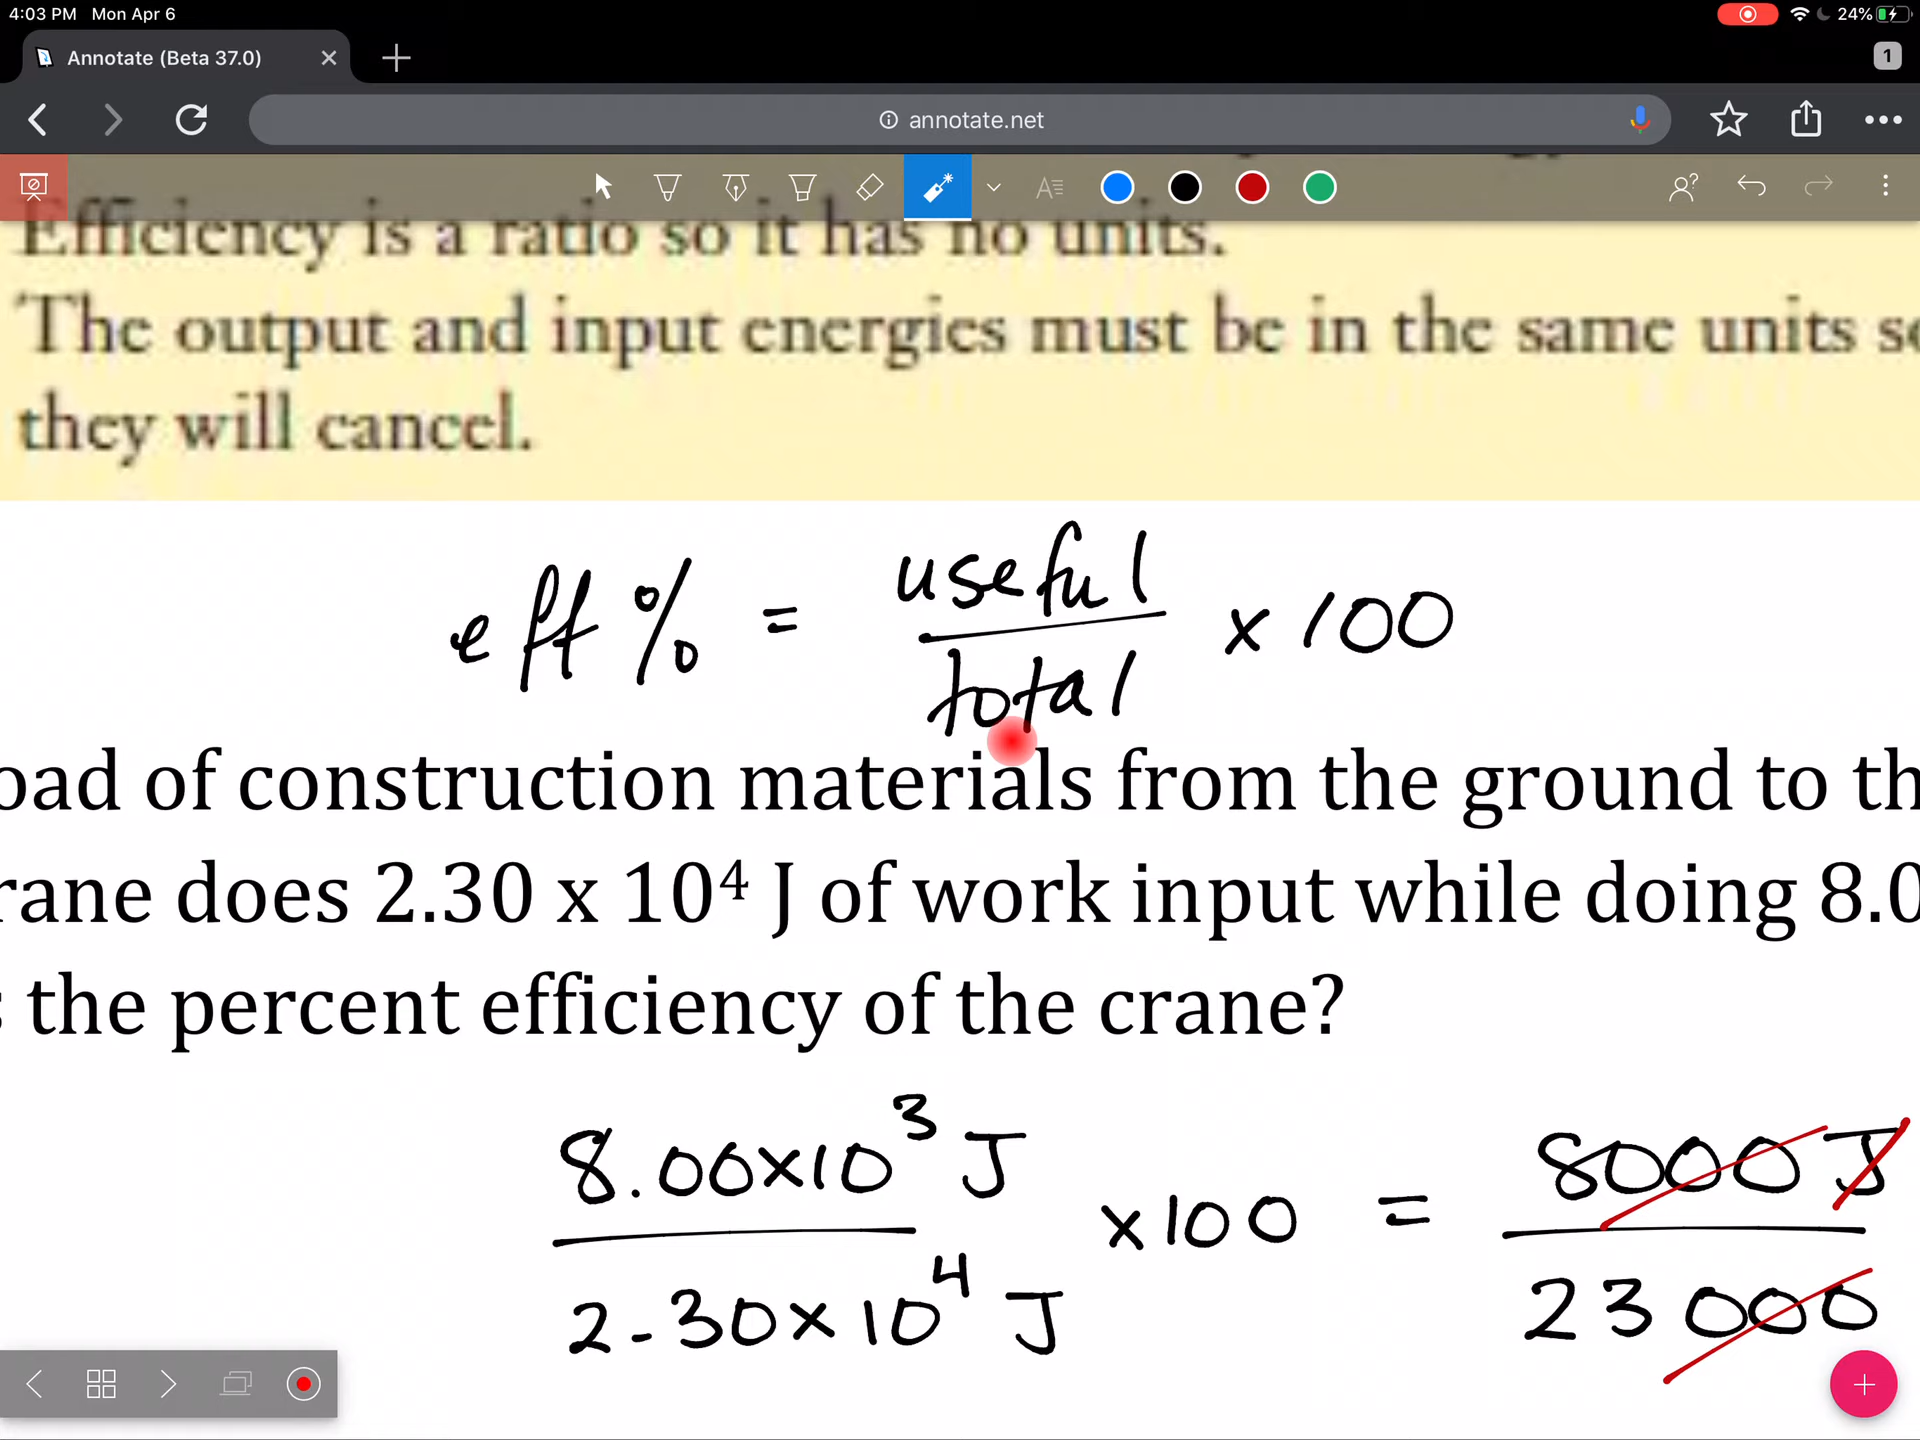 4:03 PM Mon Apr 6
24%
Annotate (Beta 37.0)
1
annotate.net
Efficiency is a ratio so it has no units.
The output and input energies must be in the same units so
they will cancel.
eff % = useful / total x 100
oad of construction materials from the ground to th
rane does 2.30 x 10⁴ J of work input while doing 8.0
s the percent efficiency of the crane?
8.00x10³ J / 2.30x10⁴ J x100 = 8000 J / 23 000